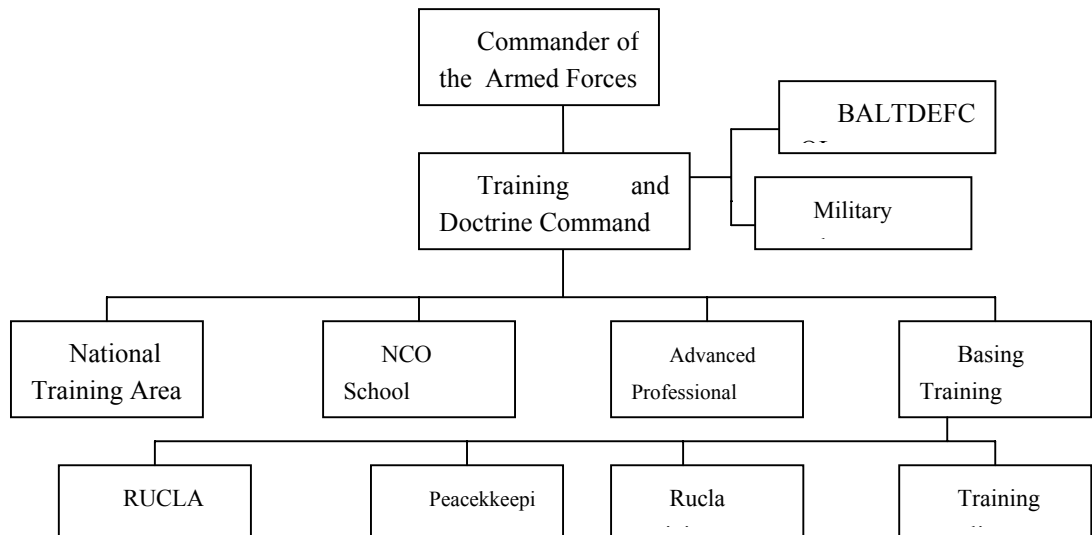 Commander of
the Armed Forces
BALTDEFC
Training and
Doctrine Command
Military
National
Training Area
NCO
School
Advanced
Professional
Basing
Training
RUCLA
Peacekkeepi
Rucla
Training